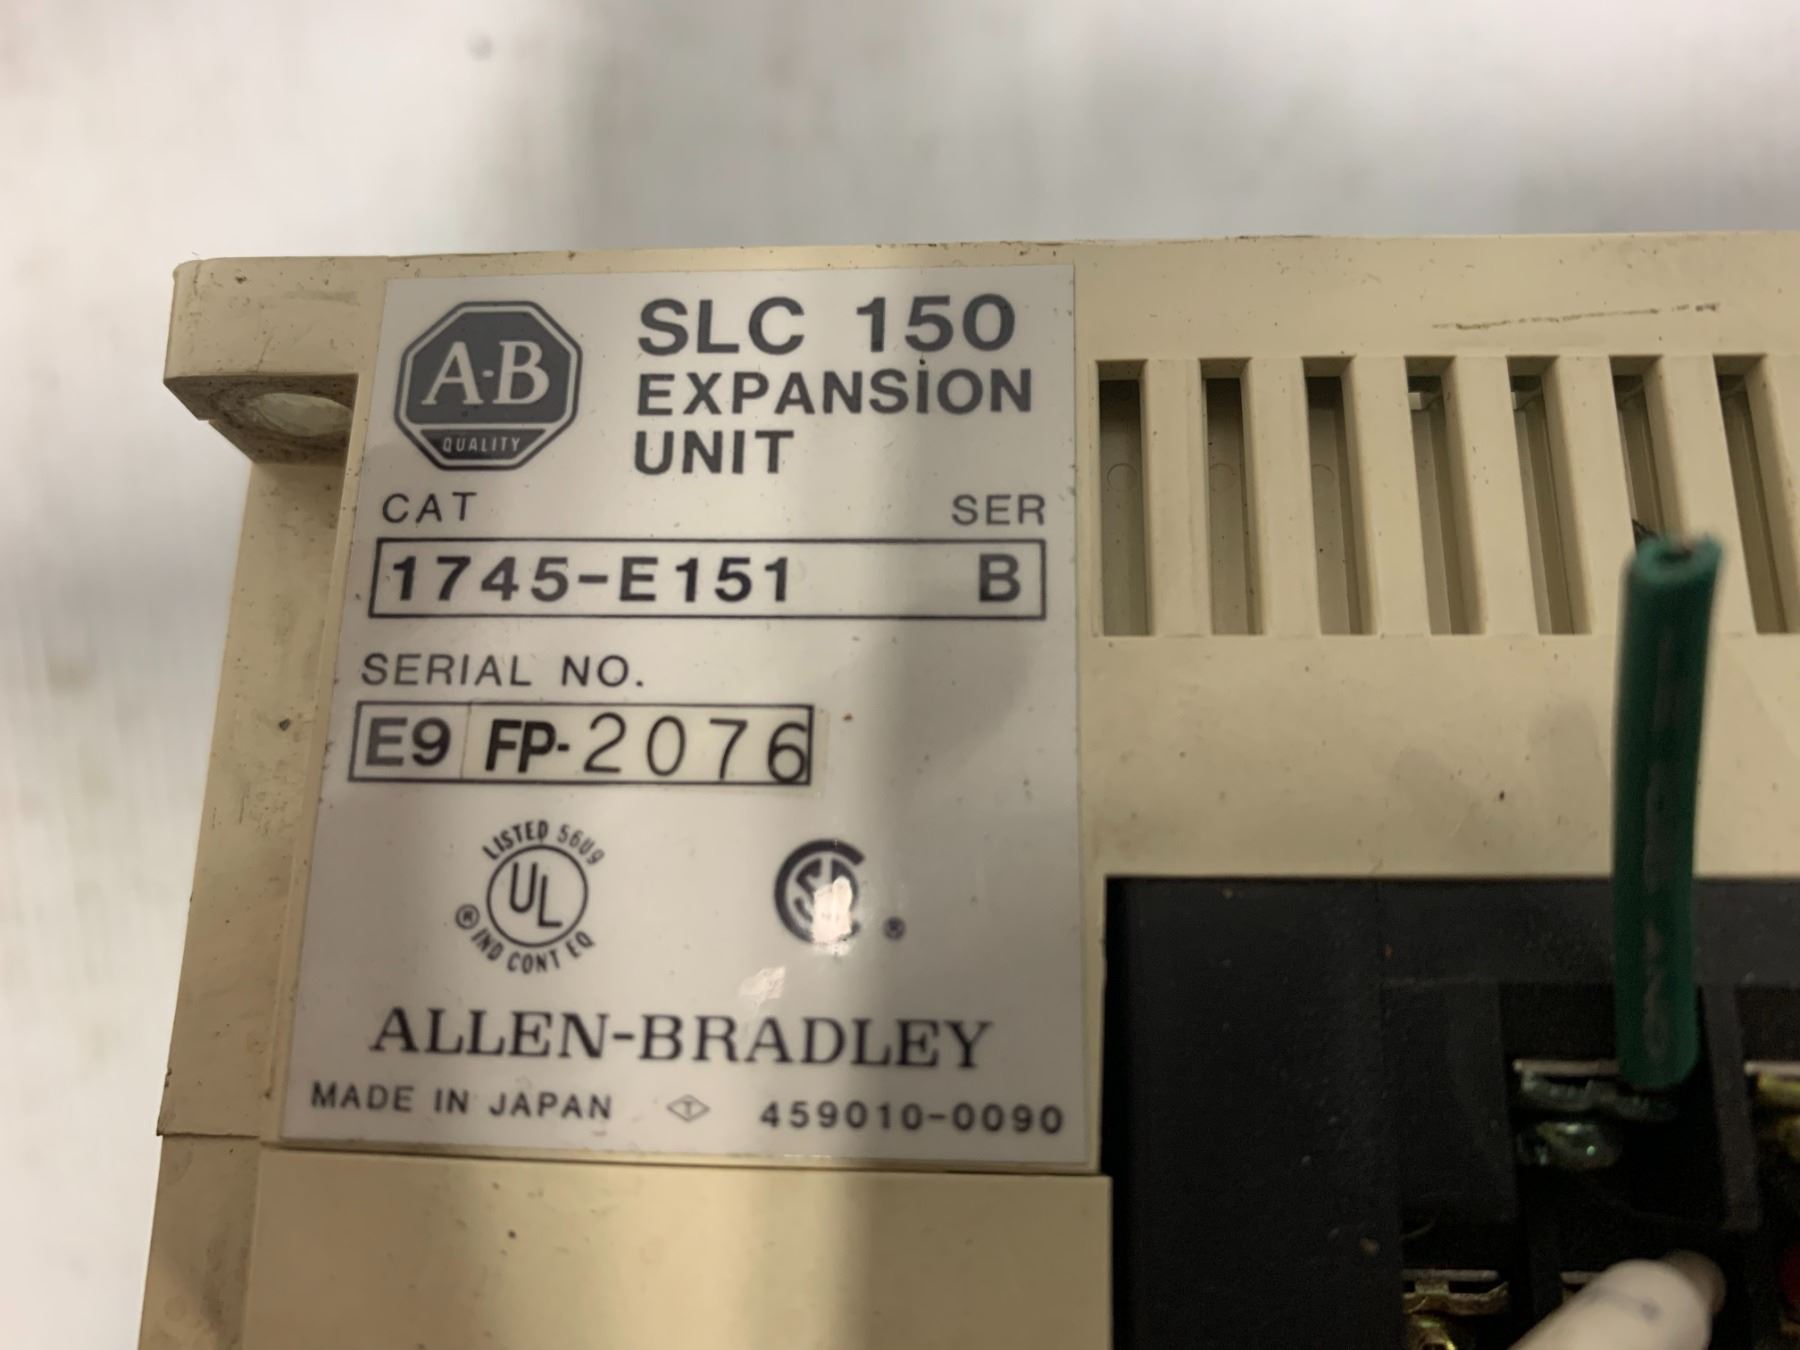 A-B
QUALITY
SLC 150
EXPANSION
UNIT
CAT SER
1745-E151 B
SERIAL NO.
E9 FP-2076
LISTED 56U9
UL
® IND CONT EQ
SA ®
ALLEN-BRADLEY
MADE IN JAPAN T 459010-0090